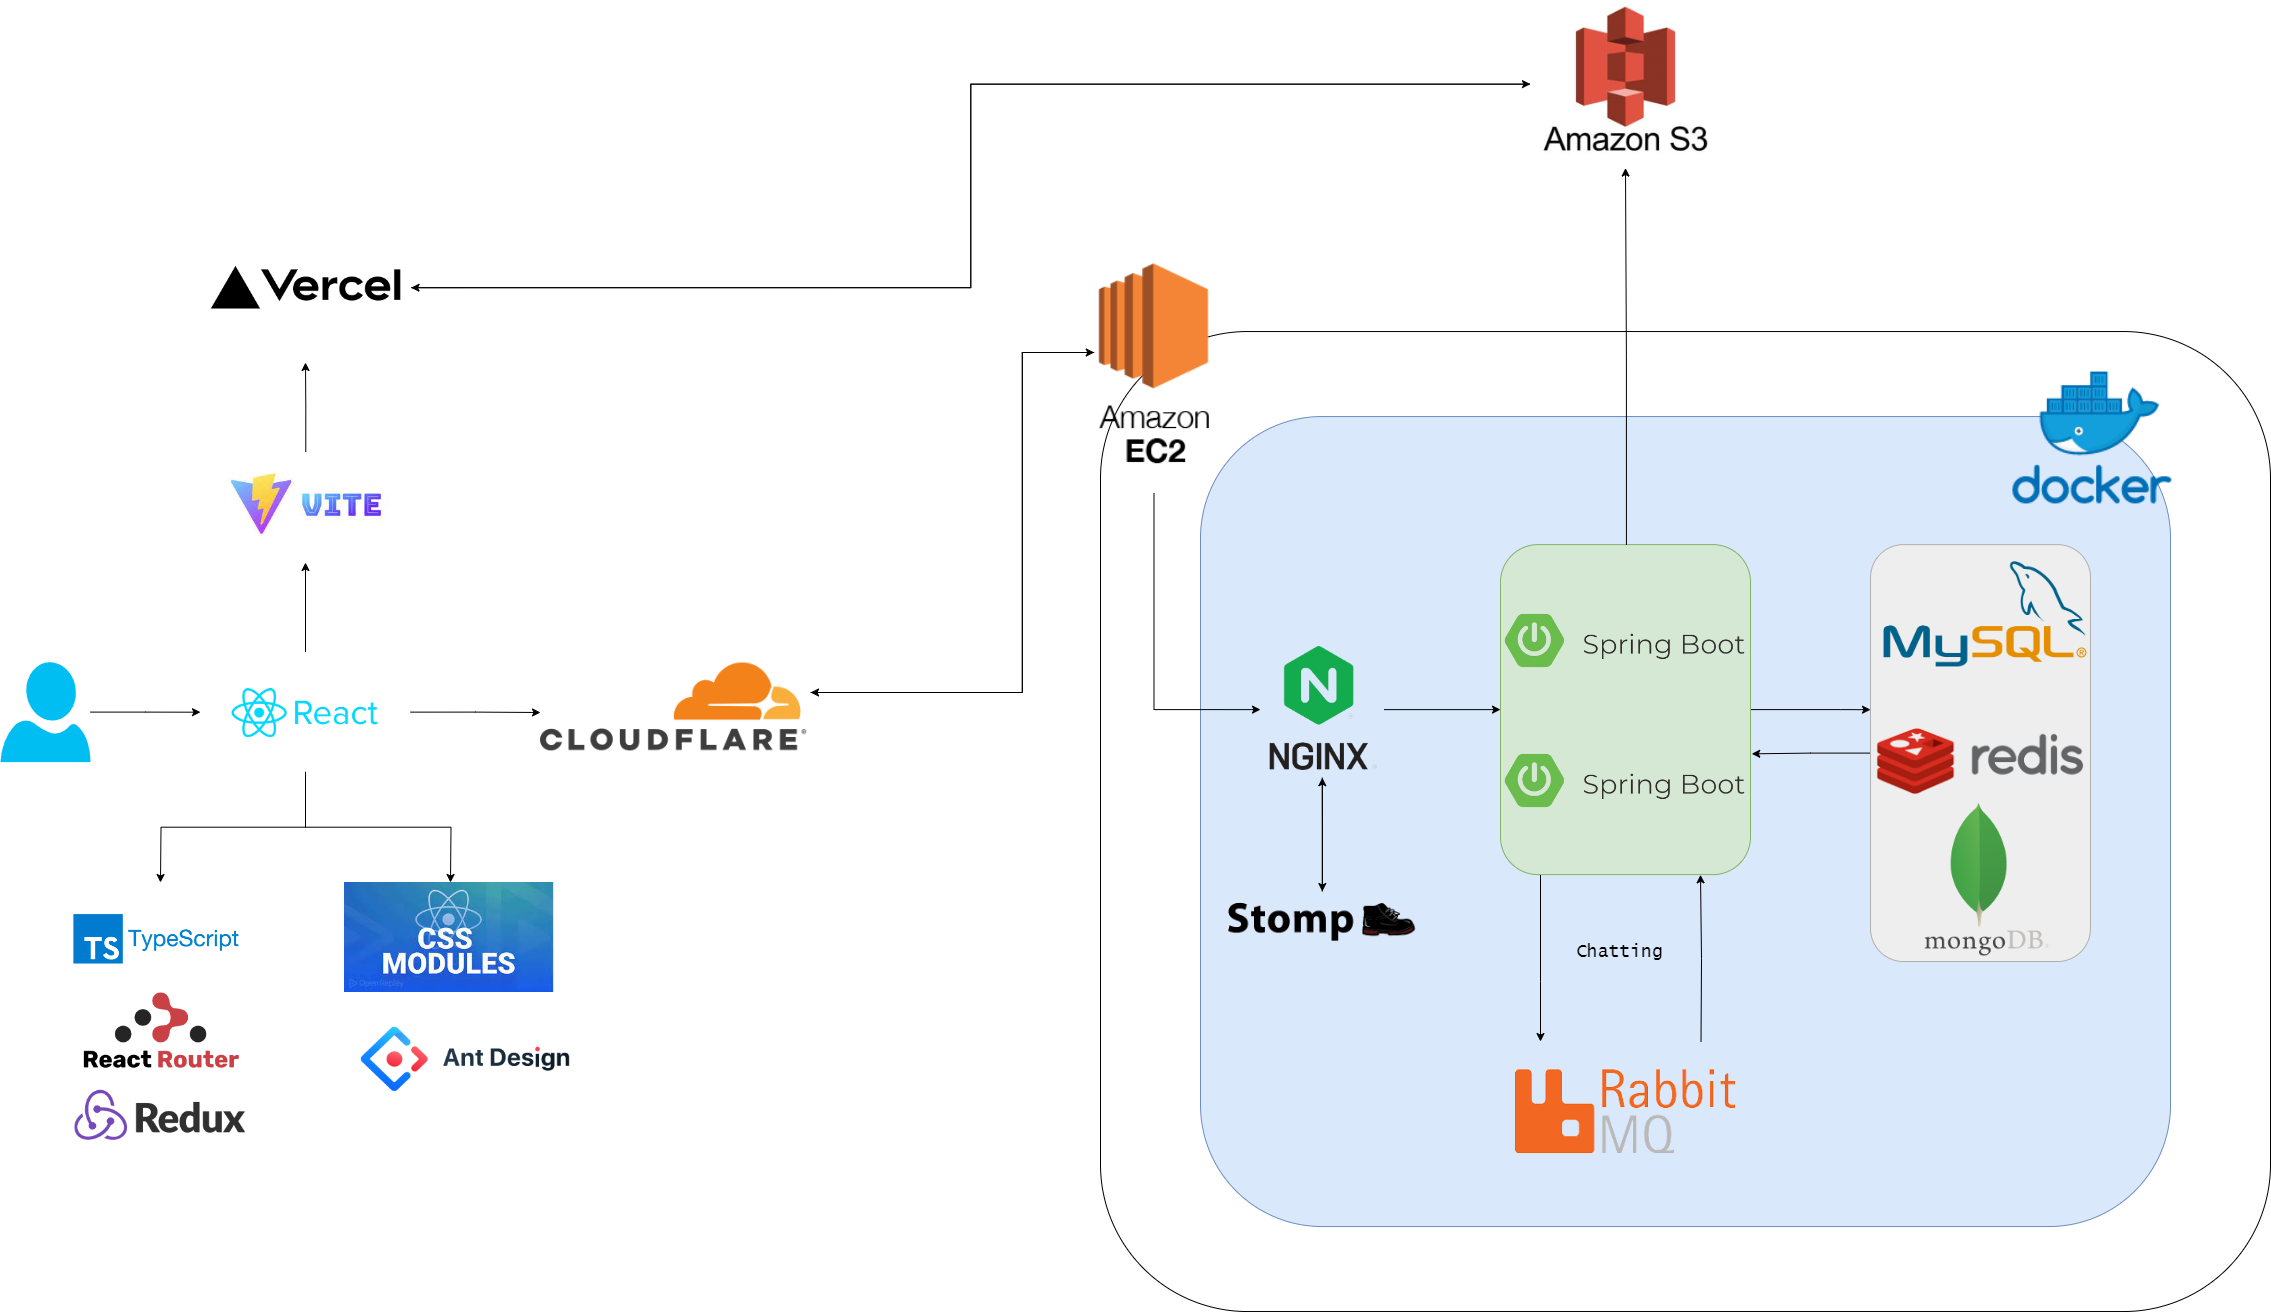 Amazon S3
Vercel
Amazon
EC2
docker
VITE
Spring Boot
MySQL®
React
CLOUDFLARE®
NGINX
redis
Spring Boot
mongoDB.
Stomp
Chatting
TS TypeScript
CSS
MODULES
OpenReplay
React Router
Ant Design
Redux
Rabbit
MQ